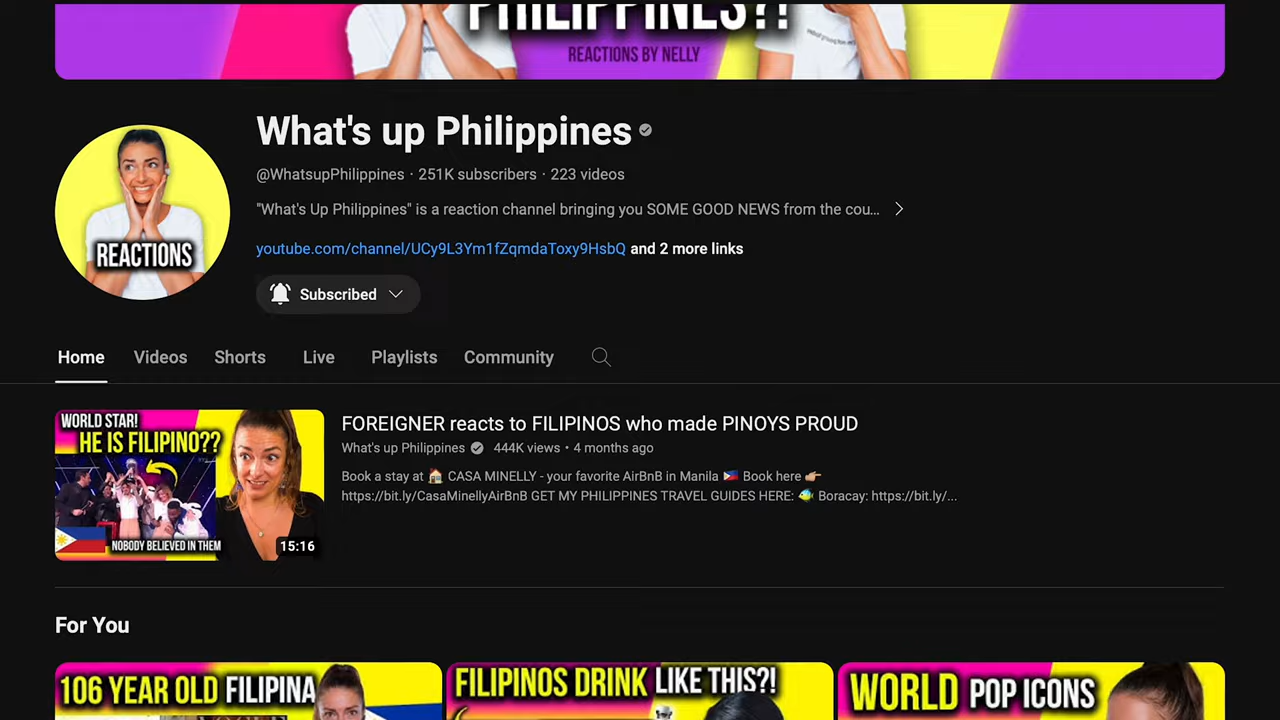 PHILIPPINES?!
REACTIONS BY NELLY
What's up Philippines
@WhatsupPhilippines · 251K subscribers · 223 videos
"What's Up Philippines" is a reaction channel bringing you SOME GOOD NEWS from the cou...
youtube.com/channel/UCy9L3Ym1fZqmdaToxy9HsbQ and 2 more links
REACTIONS
Subscribed
Home Videos Shorts Live Playlists Community
WORLD STAR!
HE IS FILIPINO??
NOBODY BELIEVED IN THEM
15:16
FOREIGNER reacts to FILIPINOS who made PINOYS PROUD
What's up Philippines 444K views • 4 months ago
Book a stay at 🏠 CASA MINELLY - your favorite AirBnB in Manila 🇵🇭 Book here 👉🏼
https://bit.ly/CasaMinellyAirBnB GET MY PHILIPPINES TRAVEL GUIDES HERE: 🐠 Boracay: https://bit.ly/...
For You
106 YEAR OLD FILIPINA
FILIPINOS DRINK LIKE THIS?!
WORLD POP ICONS